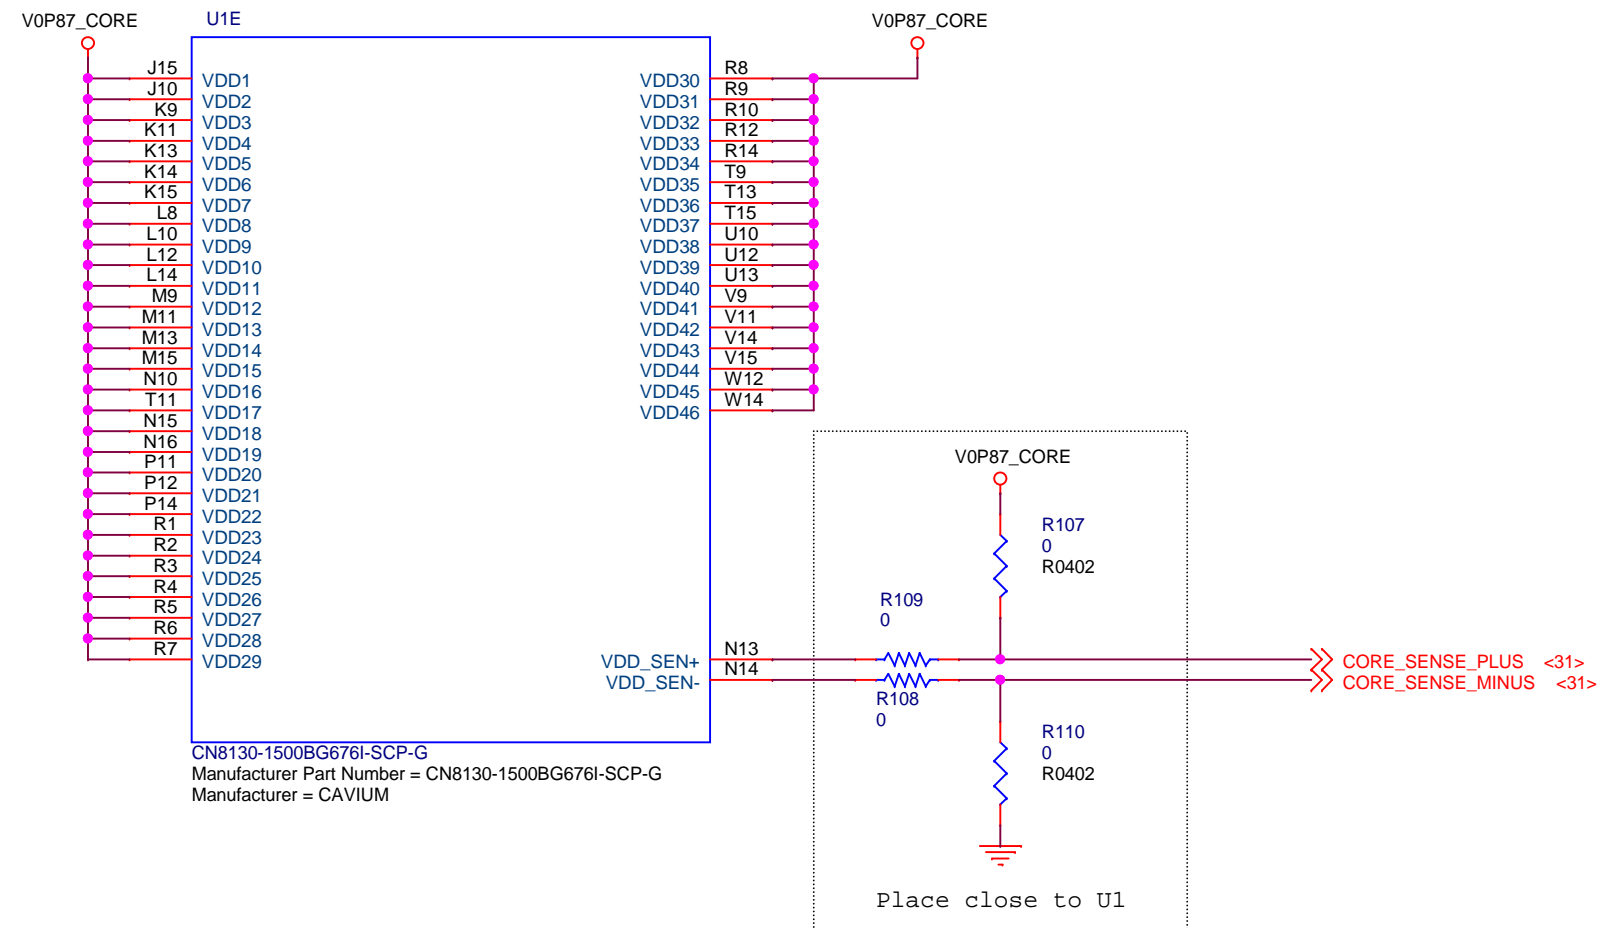 V0P87_CORE
U1E
V0P87_CORE
J15 VDD1 VDD30 R8
J10 VDD2 VDD31 R9
K9 VDD3 VDD32 R10
K11 VDD4 VDD33 R12
K13 VDD5 VDD34 R14
K14 VDD6 VDD35 T9
K15 VDD7 VDD36 T13
L8 VDD8 VDD37 T15
L10 VDD9 VDD38 U10
L12 VDD10 VDD39 U12
L14 VDD11 VDD40 U13
M9 VDD12 VDD41 V9
M11 VDD13 VDD42 V11
M13 VDD14 VDD43 V14
M15 VDD15 VDD44 V15
N10 VDD16 VDD45 W12
T11 VDD17 VDD46 W14
N15 VDD18
N16 VDD19
P11 VDD20
P12 VDD21
P14 VDD22
R1 VDD23
R2 VDD24
R3 VDD25
R4 VDD26
R5 VDD27
R6 VDD28
R7 VDD29
VDD_SEN+ N13
VDD_SEN- N14
V0P87_CORE
R107
0
R0402
R109
0
CORE_SENSE_PLUS <31>
CORE_SENSE_MINUS <31>
R108
0
R110
0
R0402
CN8130-1500BG676I-SCP-G
Manufacturer Part Number = CN8130-1500BG676I-SCP-G
Manufacturer = CAVIUM
Place close to U1